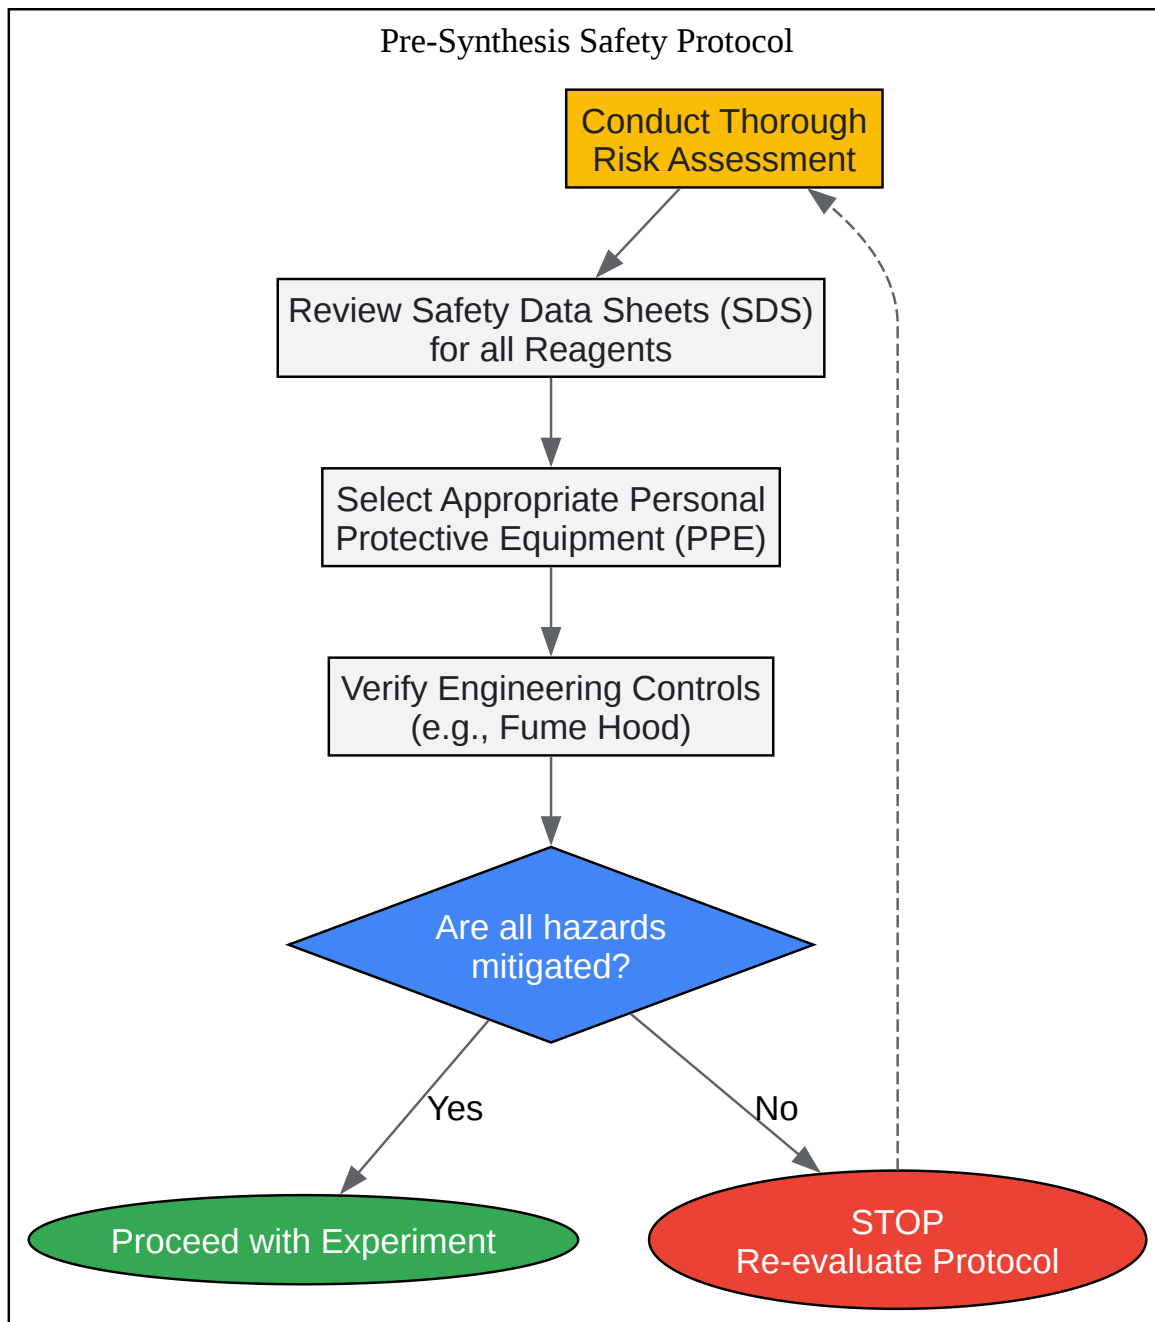 Pre-Synthesis Safety Protocol
Conduct Thorough
Risk Assessment
Review Safety Data Sheets (SDS)
for all Reagents
Select Appropriate Personal
Protective Equipment (PPE)
Verify Engineering Controls
(e.g., Fume Hood)
Are all hazards
mitigated?
Yes
No
Proceed with Experiment
STOP
Re-evaluate Protocol